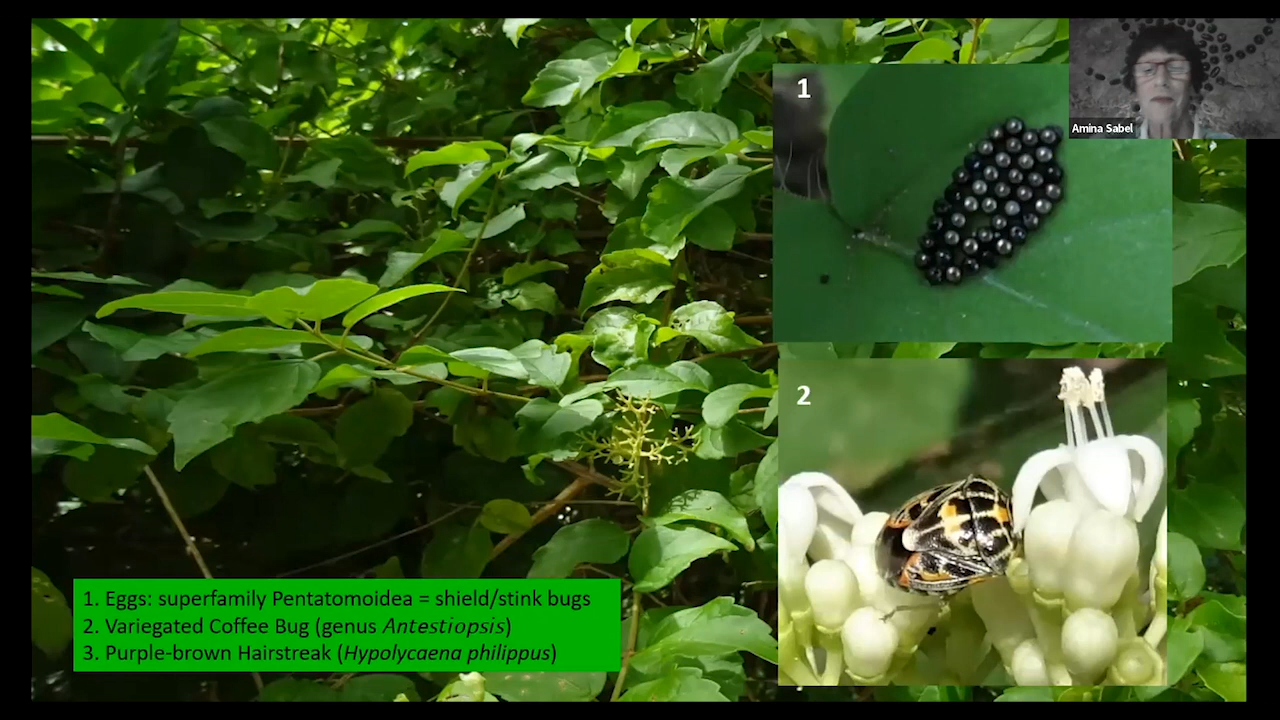 1
Amina Sabel
2
1. Eggs: superfamily Pentatomoidea = shield/stink bugs
2. Variegated Coffee Bug (genus Antestiopsis)
3. Purple-brown Hairstreak (Hypolycaena philippus)